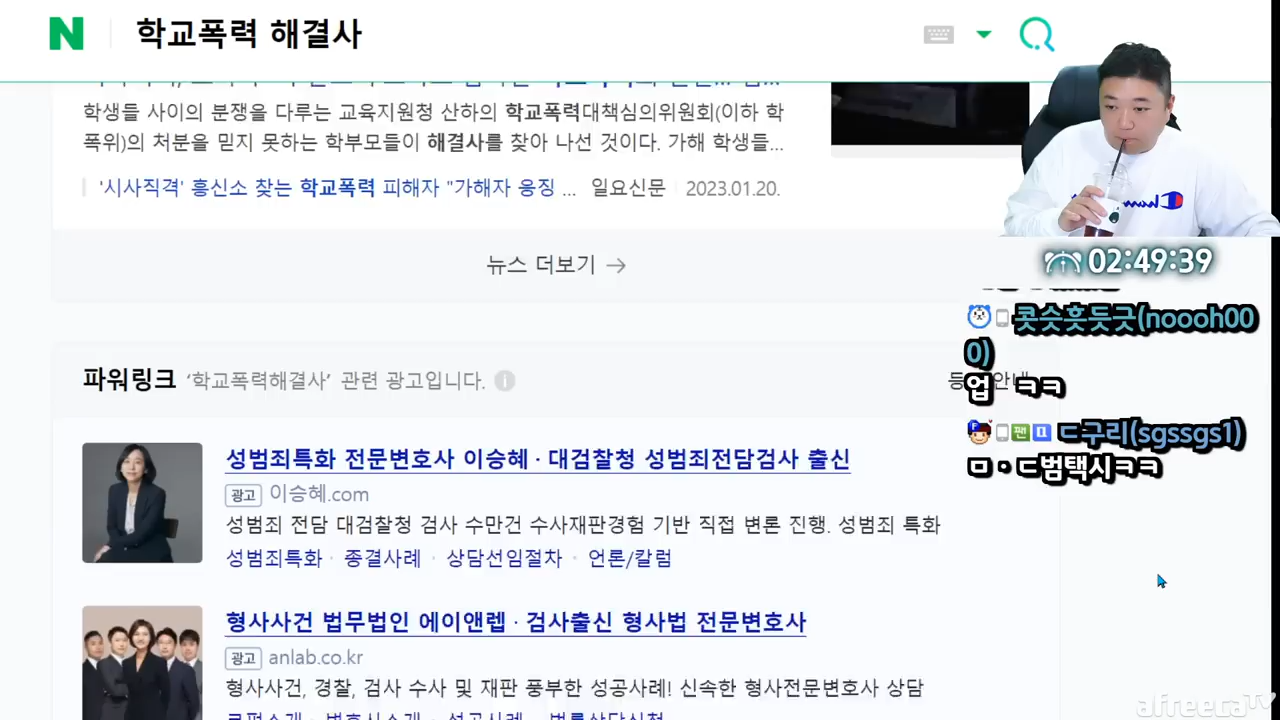 N 학교폭력 해결사
학생들 사이의 분쟁을 다루는 교육지원청 산하의 학교폭력대책심의위원회(이하 학
폭위)의 처분을 믿지 못하는 학부모들이 해결사를 찾아 나선 것이다. 가해 학생들...
'시사직격' 흥신소 찾는 학교폭력 피해자 "가해자 응징 ... 일요신문 2023.01.20.
뉴스 더보기 →
파워링크 ‘학교폭력해결사’ 관련 광고입니다.
성범죄특화 전문변호사 이승혜 · 대검찰청 성범죄전담검사 출신
광고 이승혜.com
성범죄 전담 대검찰청 검사 수만건 수사재판경험 기반 직접 변론 진행. 성범죄 특화
성범죄특화 · 종결사례 · 상담선임절차 · 언론/칼럼
형사사건 법무법인 에이앤랩 · 검사출신 형사법 전문변호사
광고 anlab.co.kr
형사사건, 경찰, 검사 수사 및 재판 풍부한 성공사례! 신속한 형사전문변호사 상담
02:49:39
콧슷흣듯긋(noooh00
0)
업 ㅋㅋ
팬 ㄷ구리(sgssgs1)
ㅁㆍㄷ범택시ㅋㅋ
afreecaTV